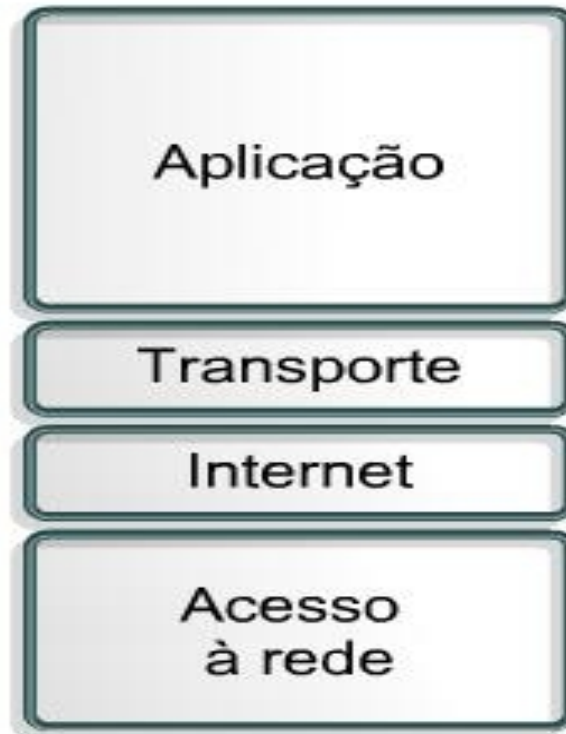 Aplicação
Transporte
Internet
Acesso
à rede